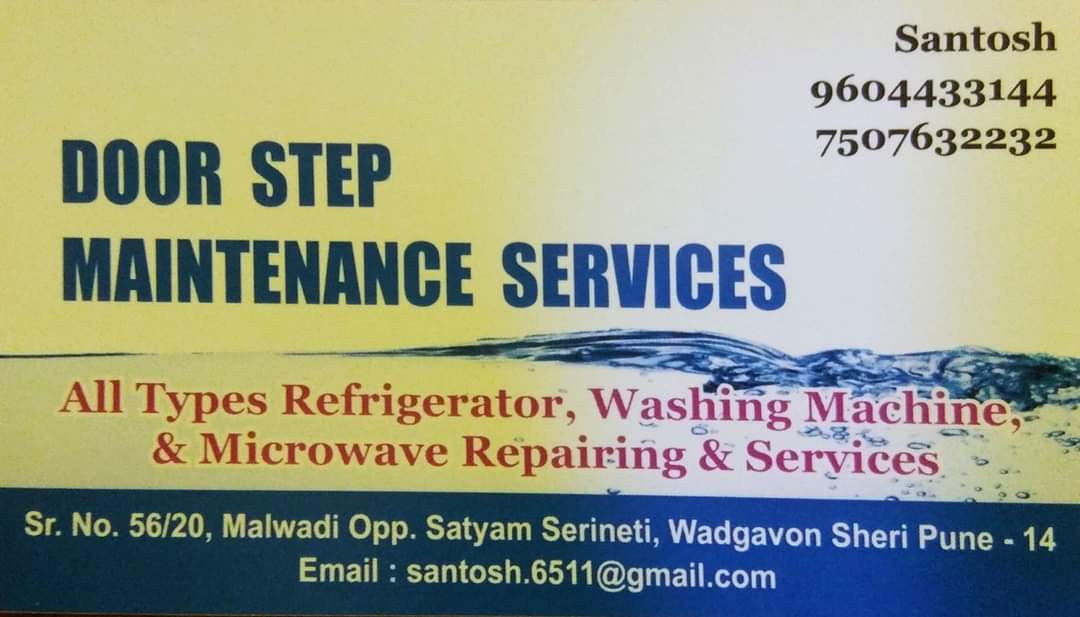 Santosh
9604433144
7507632232
DOOR STEP
MAINTENANCE SERVICES
All Types Refrigerator, Washing Machine,
& Microwave Repairing & Services
Sr. No. 56/20, Malwadi Opp. Satyam Serineti, Wadgavon Sheri Pune - 14
Email : santosh.6511@gmail.com